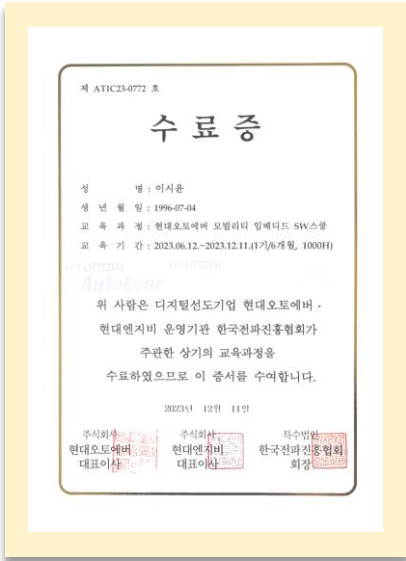 제 ATIC23-0772 호
수 료 증
성 명 : 이시윤
생 년 월 일 : 1996-07-04
교 육 과 정 : 현대오토에버 모빌리티 임베디드 SW스쿨
교 육 기 간 : 2023.06.12.~2023.12.11.(1기/6개월, 1000H)
HYUNDAI
AutoEver
위 사람은 디지털선도기업 현대오토에버 ·
현대엔지비 운영기관 한국전파진흥협회가
주관한 상기의 교육과정을
수료하였으므로 이 증서를 수여합니다.
2023년 12월 11일
주식회사 주식회사 특수법인
현대오토에버 현대엔지비 한국전파진흥협회
대표이사 대표이사 회장